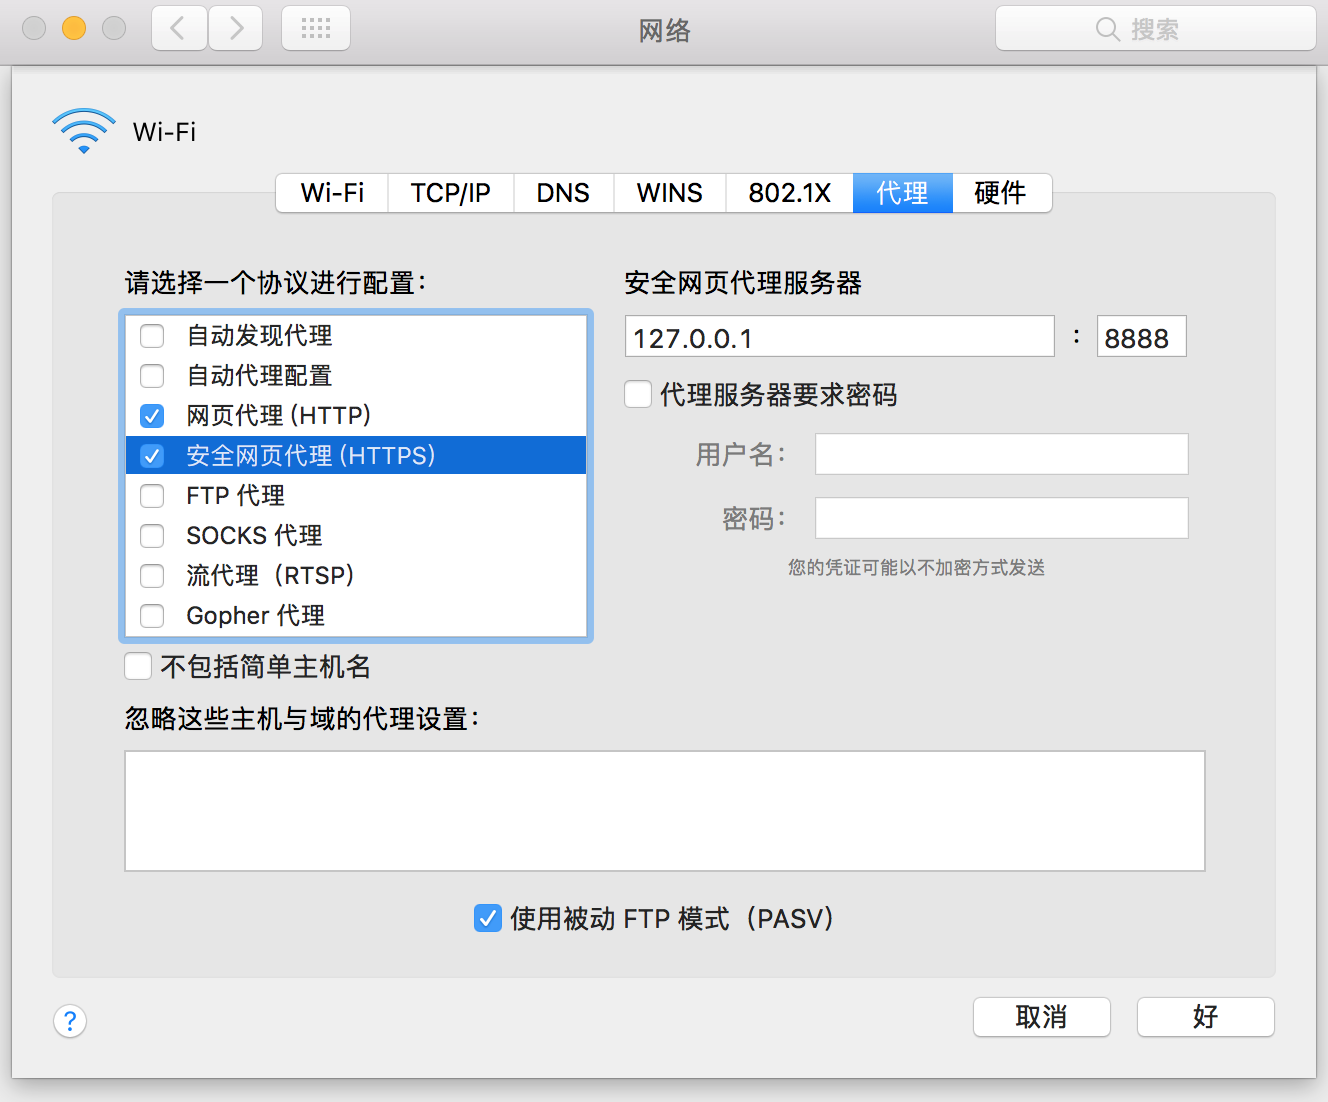 网络
搜索
Wi-Fi
Wi-Fi TCP/IP DNS WINS 802.1X 代理 硬件
请选择一个协议进行配置：
自动发现代理
自动代理配置
网页代理 (HTTP)
安全网页代理 (HTTPS)
FTP 代理
SOCKS 代理
流代理（RTSP）
Gopher 代理
不包括简单主机名
安全网页代理服务器
127.0.0.1 : 8888
代理服务器要求密码
用户名：
密码：
您的凭证可能以不加密方式发送
忽略这些主机与域的代理设置：
使用被动 FTP 模式（PASV）
?
取消
好